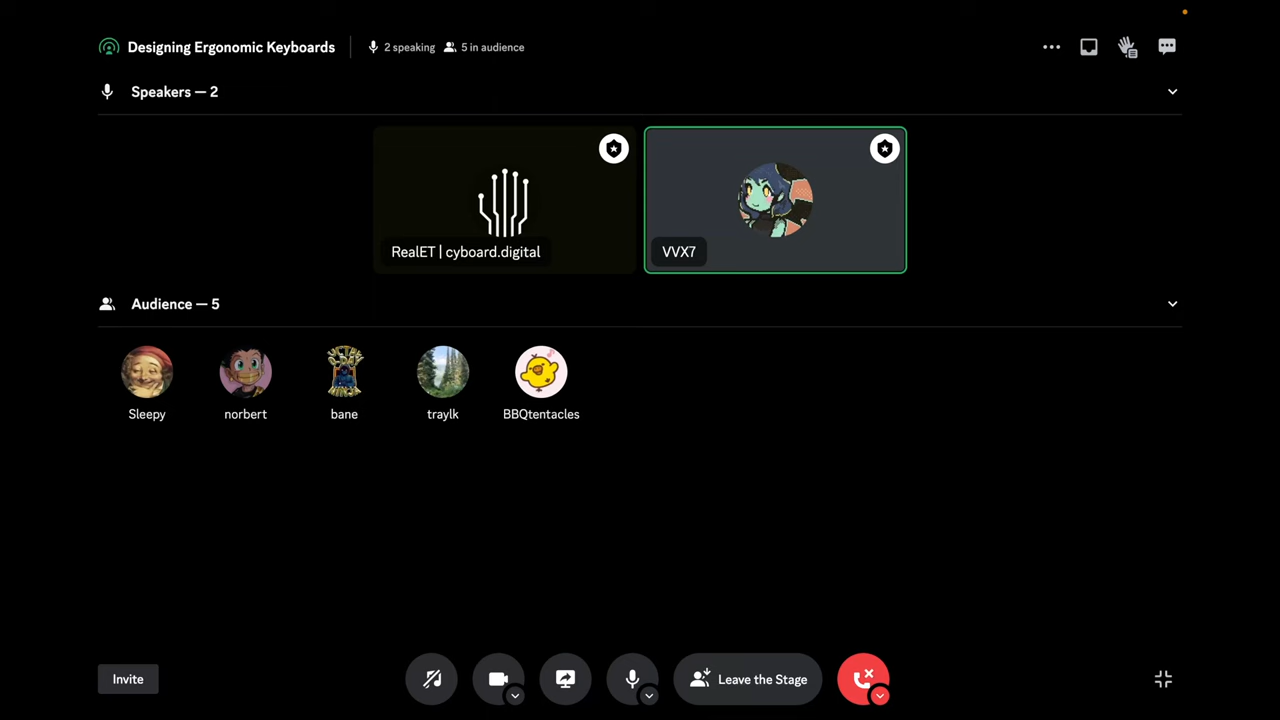 Designing Ergonomic Keyboards
2 speaking 5 in audience
Speakers — 2
RealET | cyboard.digital
VVX7
Audience — 5
Sleepy
norbert
bane
traylk
BBQtentacles
Invite
Leave the Stage